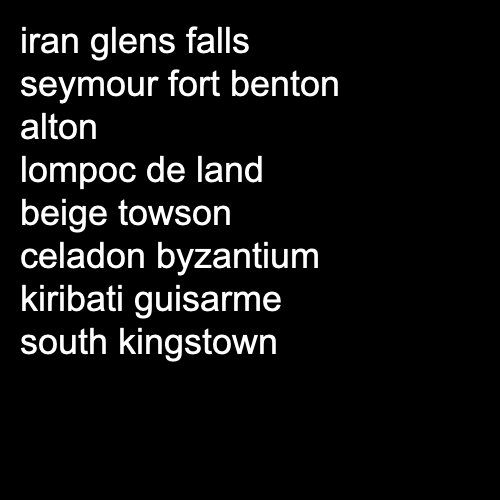 iran glens falls
seymour fort benton
alton
lompoc de land
beige towson
celadon byzantium
kiribati guisarme
south kingstown